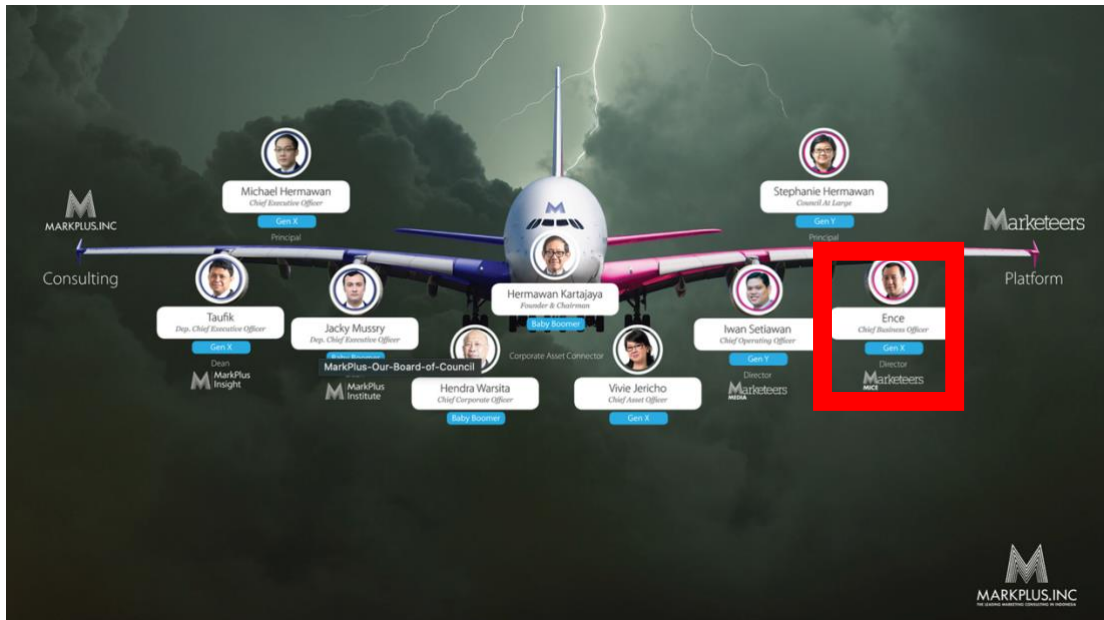 Michael Hermawan
Chief Executive Officer
Gen X
Principal
Stephanie Hermawan
Council At Large
Gen Y
Principal
MARKPLUS.INC
Consulting
Marketeers
Platform
Hermawan Kartajaya
Founder & Chairman
Baby Boomer
Taufik
Dep. Chief Executive Officer
Gen X
Dean
MarkPlus
Insight
Jacky Mussry
Dep. Chief Executive Officer
Baby Boomer
MarkPlus-Our-Board-of-Council
MarkPlus
Institute
Corporate Asset Connector
Hendra Warsita
Chief Corporate Officer
Baby Boomer
Vivie Jericho
Chief Asset Officer
Gen X
Iwan Setiawan
Chief Operating Officer
Gen Y
Director
Marketeers
MEDIA
Ence
Chief Business Officer
Gen X
Director
Marketeers
MICE
MARKPLUS.INC
THE LEADING MARKETING CONSULTING IN INDONESIA